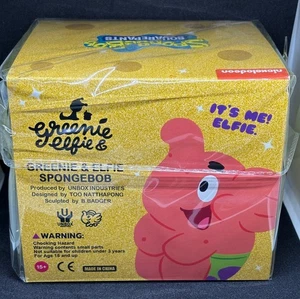 SPONGEBOB
SQUAREPANTS
nickelodeon
greenie
elfie &
IT'S ME!
ELFIE.
GREENIE & ELFIE
SPONGEBOB
Produced by UNBOX INDUSTRIES
Designed by TOO NATTHAPONG
Sculpted by B.BADGER
WARNING:
Chocking Hazard
Warning contains small parts
Not suitable for children under 3 years
For Age 15 and up
15+
CE
MADE IN CHINA